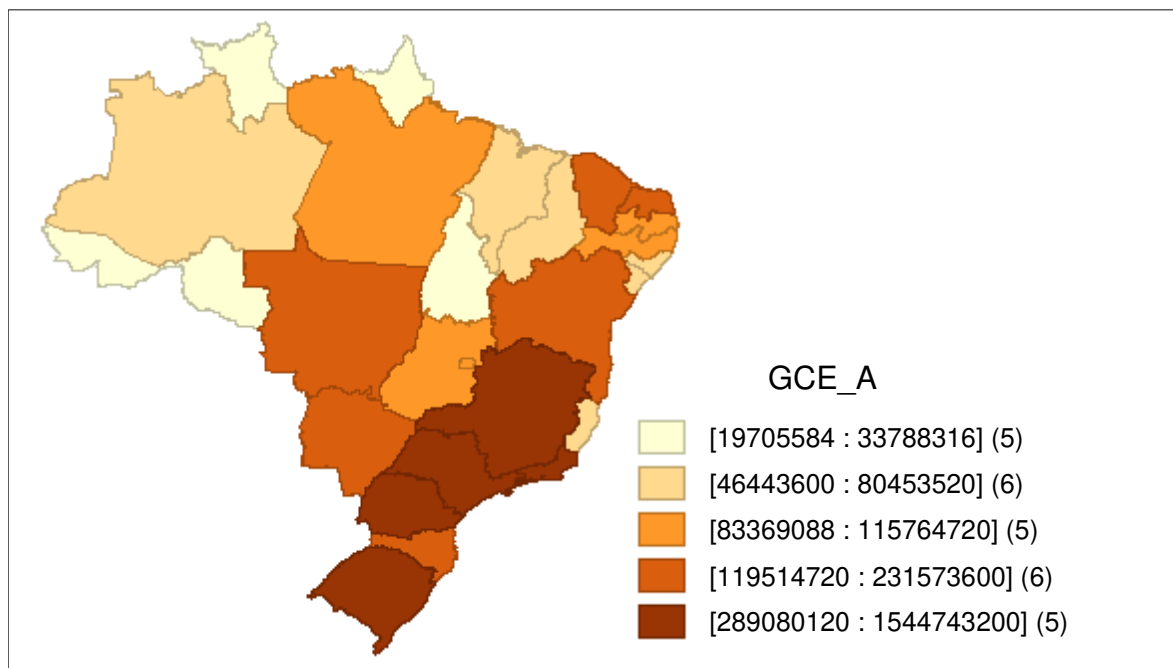 GCE_A
[19705584 : 33788316] (5)
[46443600 : 80453520] (6)
[83369088 : 115764720] (5)
[119514720 : 231573600] (6)
[289080120 : 1544743200] (5)